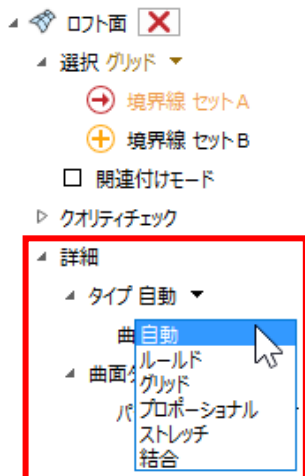 ロフト面
選択 グリッド
境界線 セットA
境界線 セットB
関連付けモード
クオリティチェック
詳細
タイプ 自動
曲
自動
ルールド
曲面
グリッド
パ
プロポーショナル
ストレッチ
結合